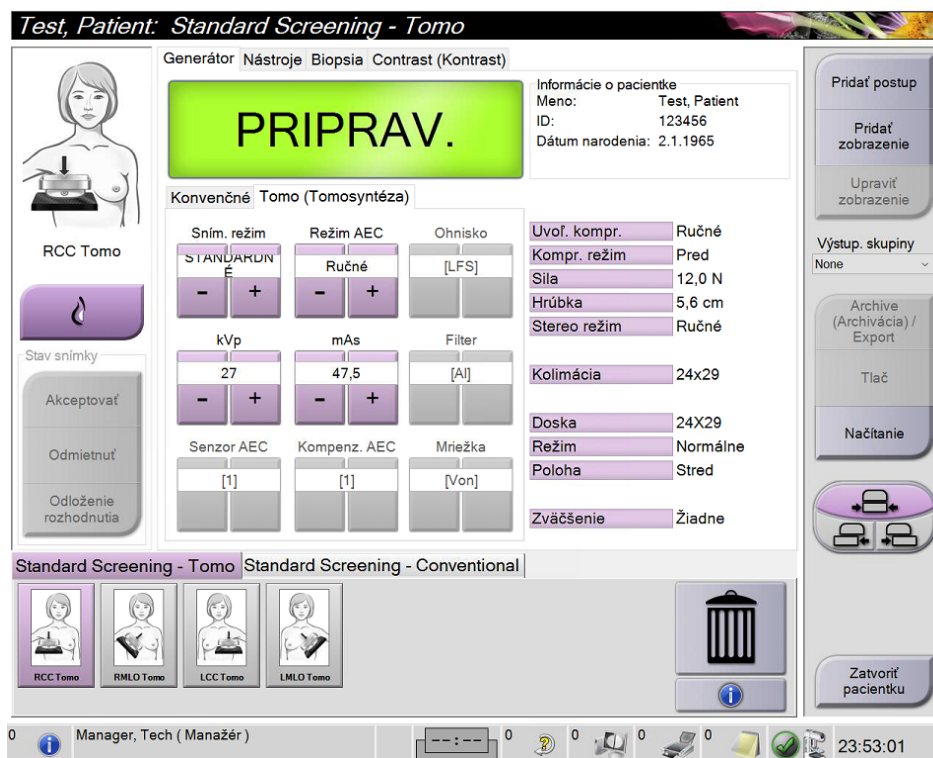 Test, Patient: Standard Screening - Tomo
RCC Tomo
Stav snímky
Akceptovať
Odmietnuť
Odloženie
rozhodnutia
Generátor Nástroje Biopsia Contrast (Kontrast)
PRIPRAV.
Informácie o pacientke
Meno: Test, Patient
ID: 123456
Dátum narodenia: 2.1.1965
Konvenčné Tomo (Tomosyntéza)
Sním. režim Režim AEC Ohnisko
STANDARDN
É
Ručné [LFS]
- + - +
kVp mAs Filter
27 47,5 [Al]
- + - +
Senzor AEC Kompenz. AEC Mriežka
[1] [1] [Von]
Uvoľ. kompr. Ručné
Kompr. režim Pred
Sila 12,0 N
Hrúbka 5,6 cm
Stereo režim Ručné
Kolimácia 24x29
Doska 24X29
Režim Normálne
Poloha Stred
Zväčšenie Žiadne
Pridať postup
Pridať
zobrazenie
Upraviť
zobrazenie
Výstup. skupiny
None
Archive
(Archivácia) /
Export
Tlač
Načítanie
Standard Screening - Tomo Standard Screening - Conventional
RCC Tomo RMLO Tomo LCC Tomo LMLO Tomo
Zatvoriť
pacientku
0 Manager, Tech ( Manažér ) --:-- 0 0 0 0 23:53:01